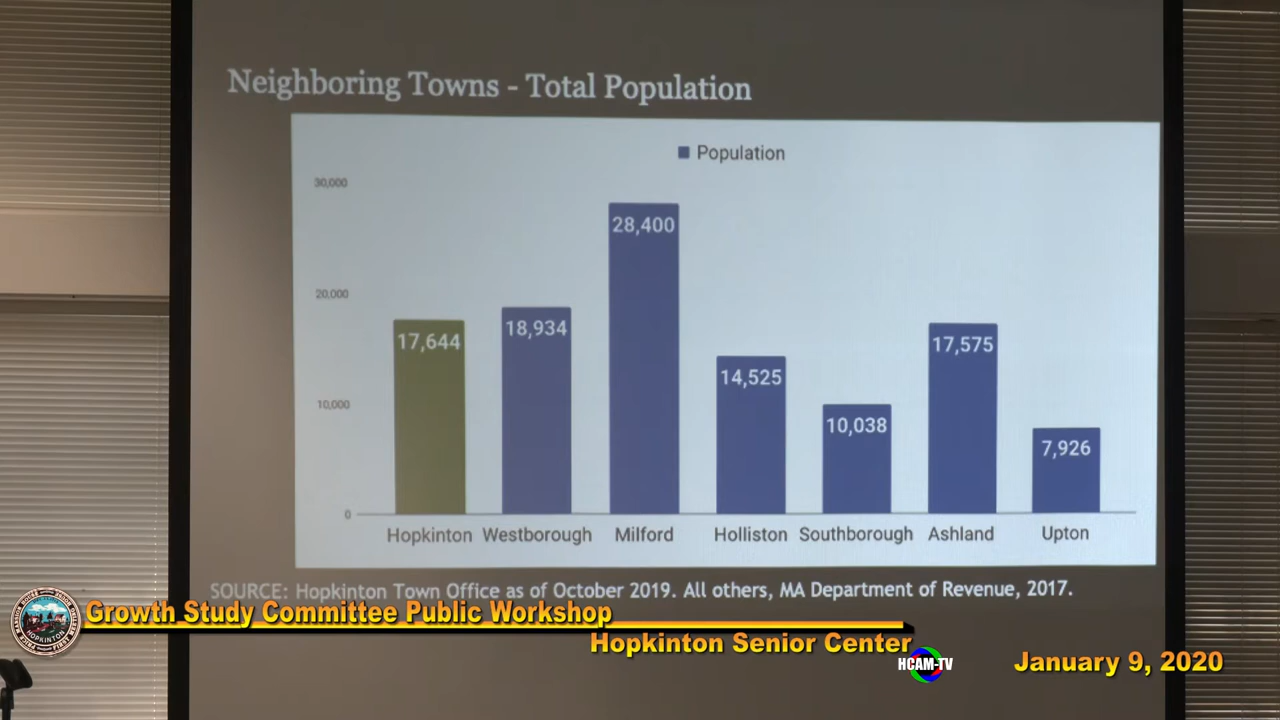 Neighboring Towns - Total Population
Population
30,000
20,000
10,000
0
17,644
18,934
28,400
14,525
10,038
17,575
7,926
Hopkinton Westborough Milford Holliston Southborough Ashland Upton
SOURCE: Hopkinton Town Office as of October 2019. All others, MA Department of Revenue, 2017.
Growth Study Committee Public Workshop
Hopkinton Senior Center
HCAM-TV
January 9, 2020
HOPKINTON